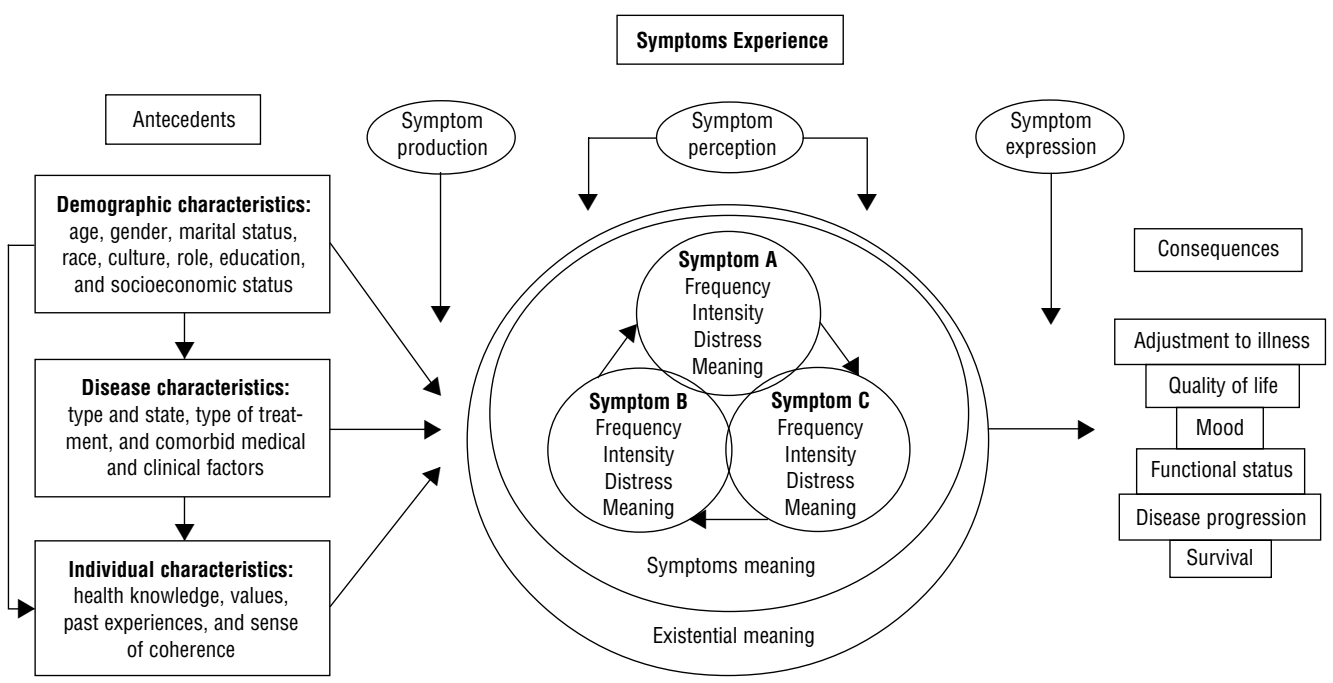 Symptoms Experience
Antecedents
Symptom
production
Symptom
perception
Symptom
expression
Demographic characteristics:
age, gender, marital status,
race, culture, role, education,
and socioeconomic status
Disease characteristics:
type and state, type of treat-
ment, and comorbid medical
and clinical factors
Individual characteristics:
health knowledge, values,
past experiences, and sense
of coherence
Symptom A
Frequency
Intensity
Distress
Meaning
Symptom B
Frequency
Intensity
Distress
Meaning
Symptom C
Frequency
Intensity
Distress
Meaning
Symptoms meaning
Existential meaning
Consequences
Adjustment to illness
Quality of life
Mood
Functional status
Disease progression
Survival